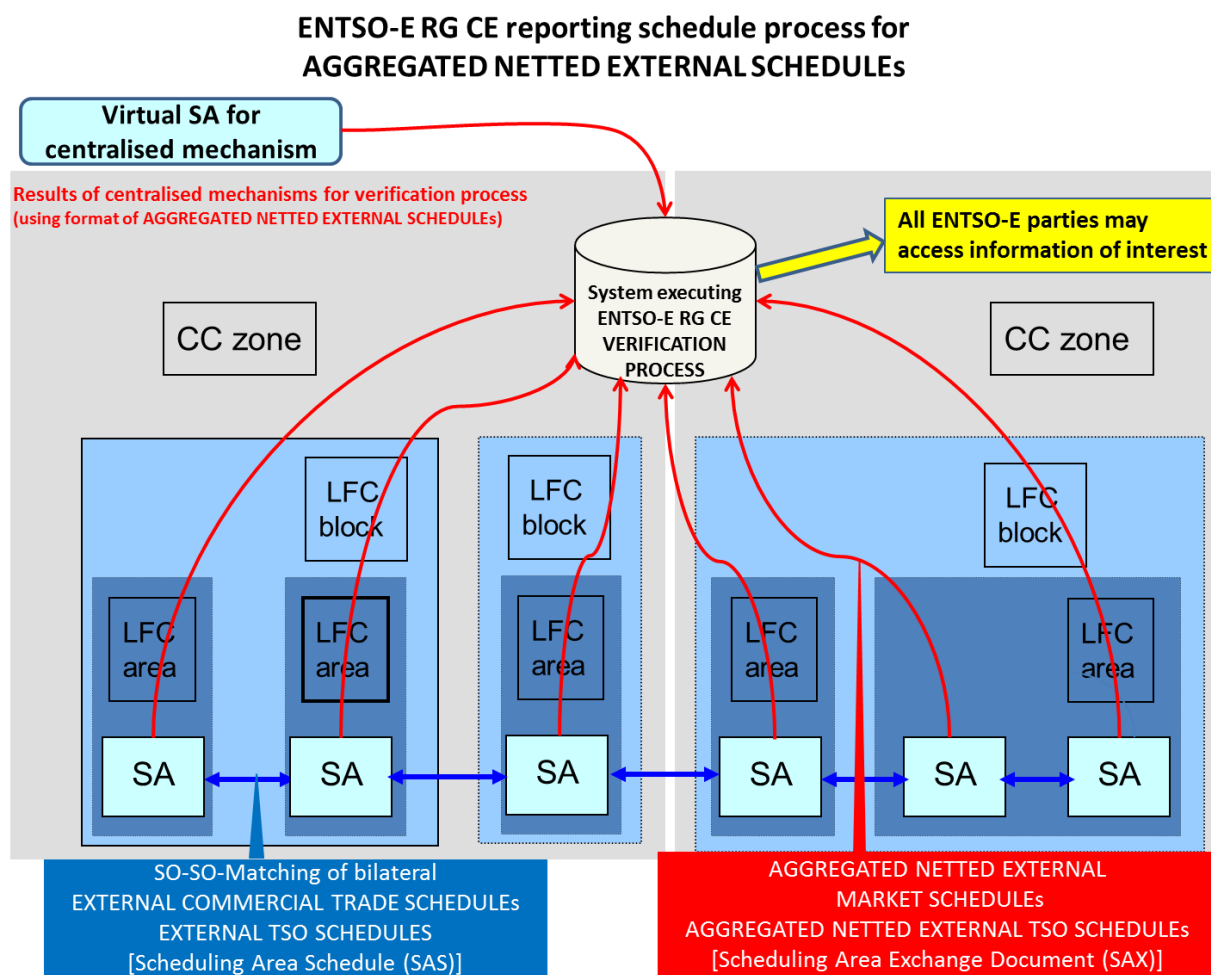 ENTSO-E RG CE reporting schedule process for
AGGREGATED NETTED EXTERNAL SCHEDULEs
Virtual SA for
centralised mechanism
Results of centralised mechanisms for verification process
(using format of AGGREGATED NETTED EXTERNAL SCHEDULEs)
All ENTSO-E parties may
access information of interest
System executing
ENTSO-E RG CE
VERIFICATION
PROCESS
CC zone
CC zone
LFC
block
LFC
block
LFC
block
LFC
area
LFC
area
LFC
area
LFC
area
LFC
area
SA
SA
SA
SA
SA
SA
SO-SO-Matching of bilateral
EXTERNAL COMMERCIAL TRADE SCHEDULEs
EXTERNAL TSO SCHEDULES
[Scheduling Area Schedule (SAS)]
AGGREGATED NETTED EXTERNAL
MARKET SCHEDULEs
AGGREGATED NETTED EXTERNAL TSO SCHEDULEs
[Scheduling Area Exchange Document (SAX)]